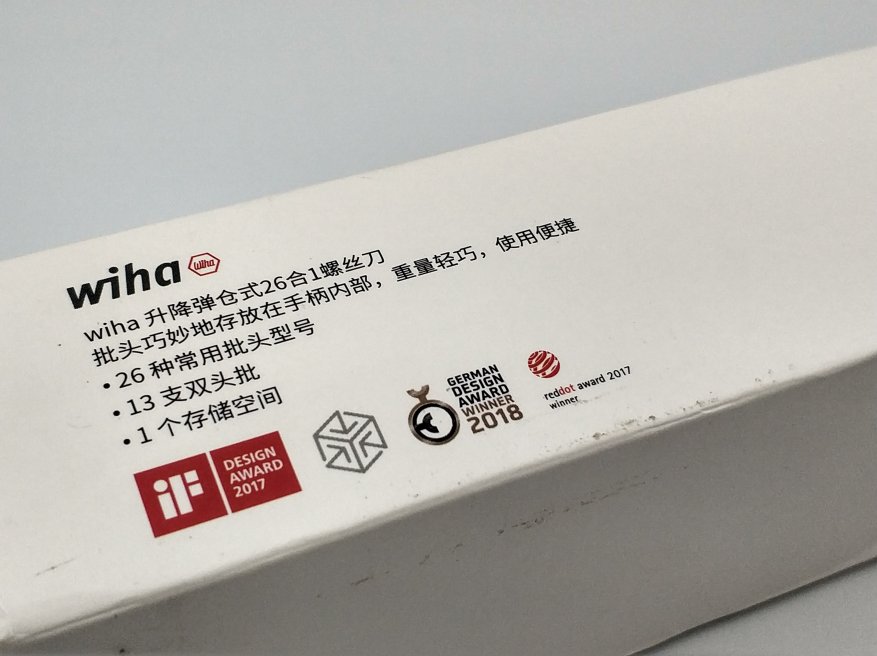 wiha wiha
wiha 升降弹仓式26合1螺丝刀
批头巧妙地存放在手柄内部，重量轻巧，使用便捷
• 26 种常用批头型号
• 13 支双头批
• 1 个存储空间
iF
DESIGN
AWARD
2017
GERMAN
DESIGN
AWARD
WINNER
2018
reddot award 2017
winner